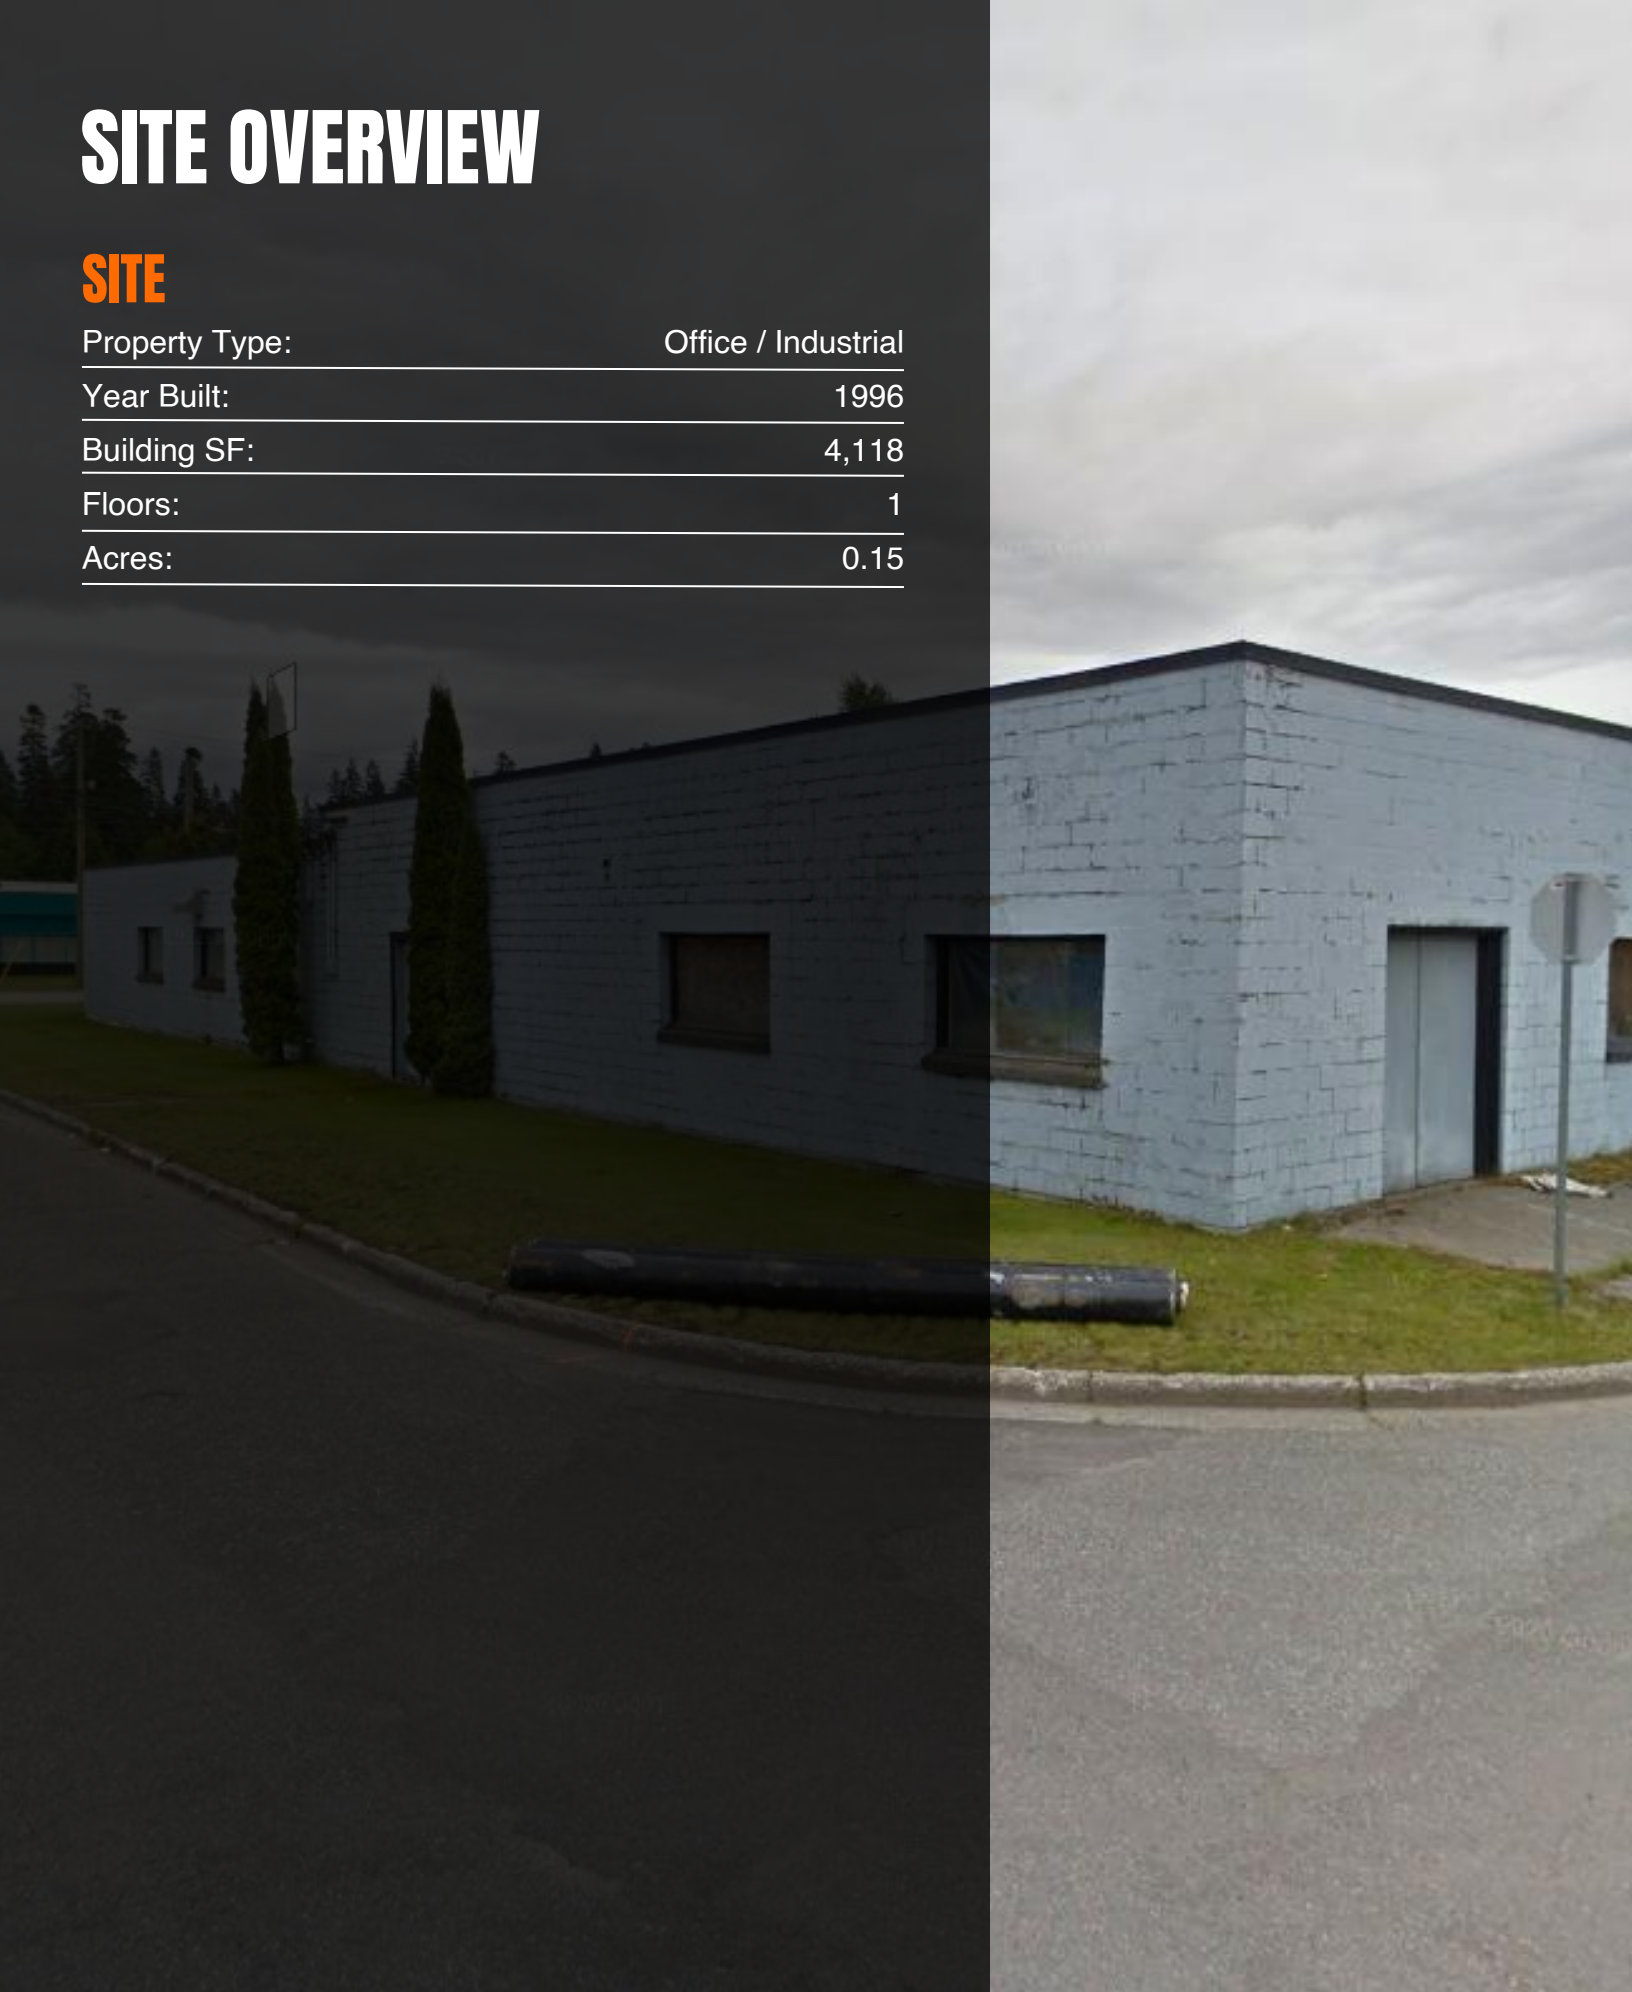 SITE OVERVIEW
SITE
Property Type: Office / Industrial
Year Built: 1996
Building SF: 4,118
Floors: 1
Acres: 0.15